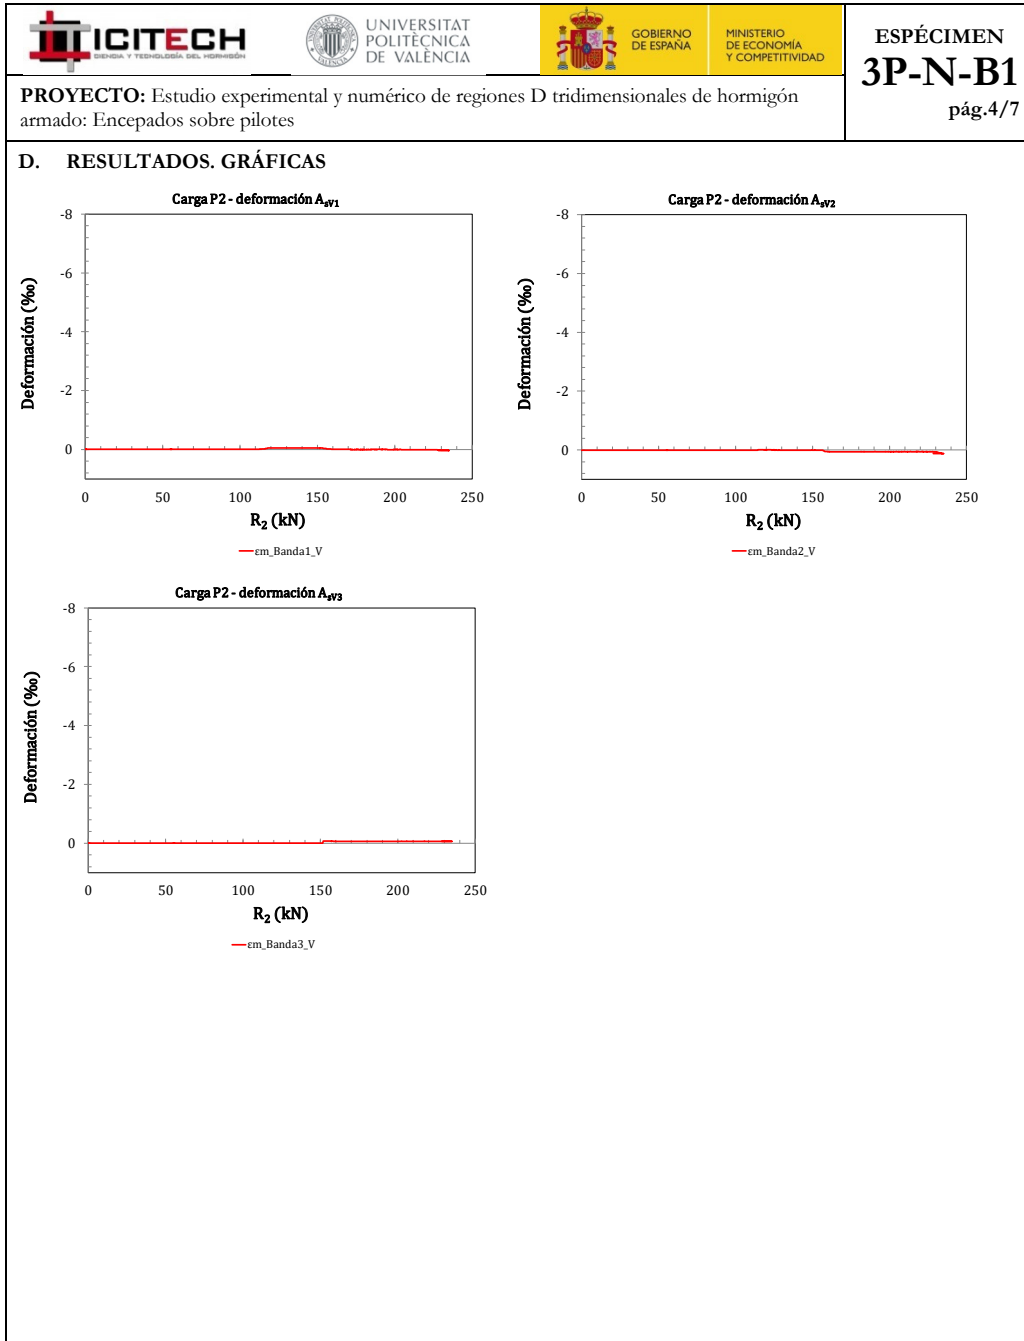 ICITECH
CIENCIA Y TECNOLOGÍA DEL HORMIGÓN
UNIVERSITAT
POLITÈCNICA
DE VALÈNCIA
GOBIERNO
DE ESPAÑA
MINISTERIO
DE ECONOMÍA
Y COMPETITIVIDAD
ESPÉCIMEN
3P-N-B1
pág.4/7
PROYECTO: Estudio experimental y numérico de regiones D tridimensionales de hormigón
armado: Encepados sobre pilotes
D. RESULTADOS. GRÁFICAS
Carga P2 - deformación AsV1
Deformación (‰)
-8
-6
-4
-2
0
0 50 100 150 200 250
R2 (kN)
εm_Banda1_V
Carga P2 - deformación AsV2
Deformación (‰)
-8
-6
-4
-2
0
0 50 100 150 200 250
R2 (kN)
εm_Banda2_V
Carga P2 - deformación AsV3
Deformación (‰)
-8
-6
-4
-2
0
0 50 100 150 200 250
R2 (kN)
εm_Banda3_V